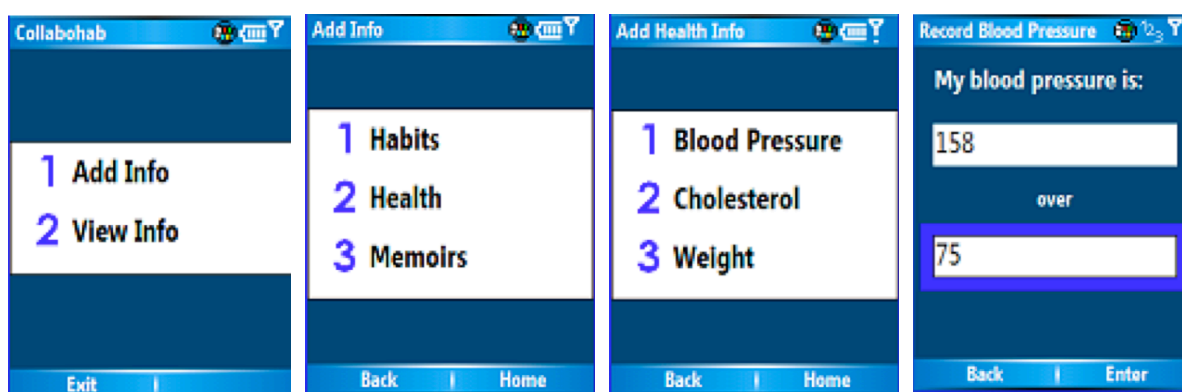 Collabohab
1 Add Info
2 View Info
Exit
Add Info
1 Habits
2 Health
3 Memoirs
Back Home
Add Health Info
1 Blood Pressure
2 Cholesterol
3 Weight
Back Home
Record Blood Pressure 123
My blood pressure is:
158
over
75
Back Enter